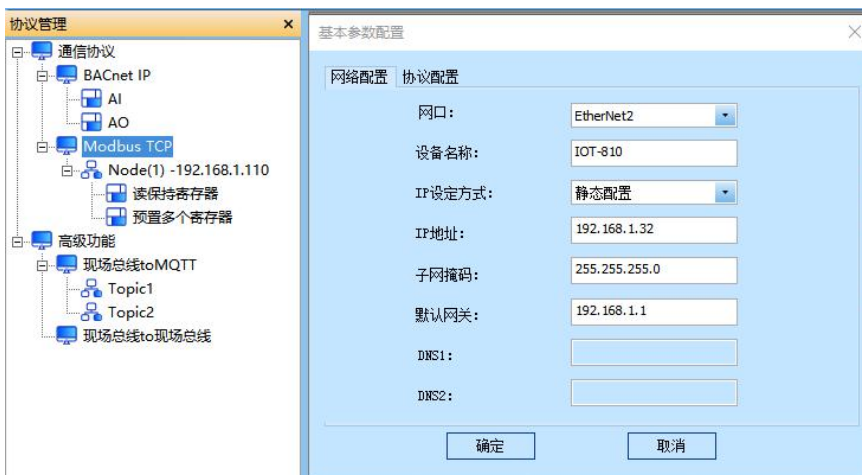 协议管理
通信协议
BACnet IP
AI
AO
Modbus TCP
Node(1) -192.168.1.110
读保持寄存器
预置多个寄存器
高级功能
现场总线toMQTT
Topic1
Topic2
现场总线to现场总线
基本参数配置
网络配置 协议配置
网口: EtherNet2
设备名称: IOT-810
IP设定方式: 静态配置
IP地址: 192.168.1.32
子网掩码: 255.255.255.0
默认网关: 192.168.1.1
DNS1:
DNS2:
确定 取消